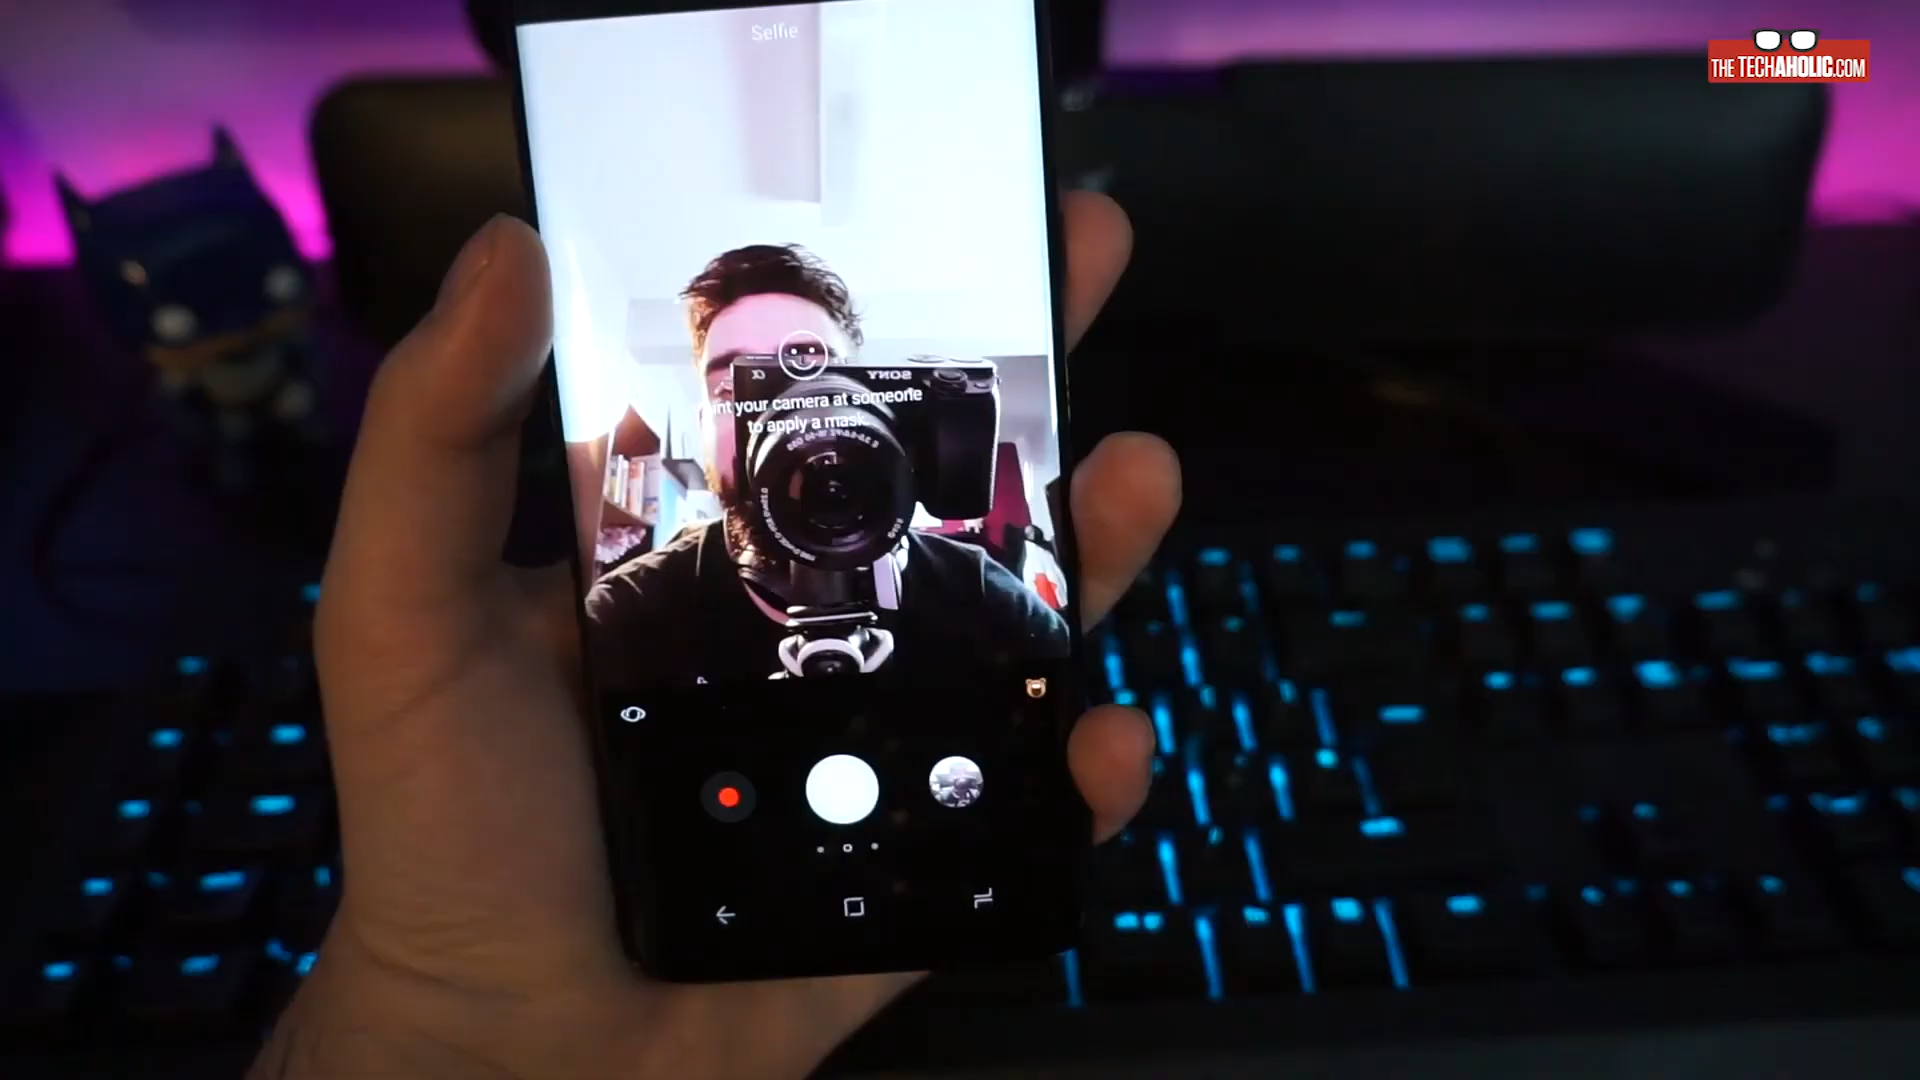 Selfie
THE TECHAHOLIC.COM
SONY
your camera at someone
to apply a mask.